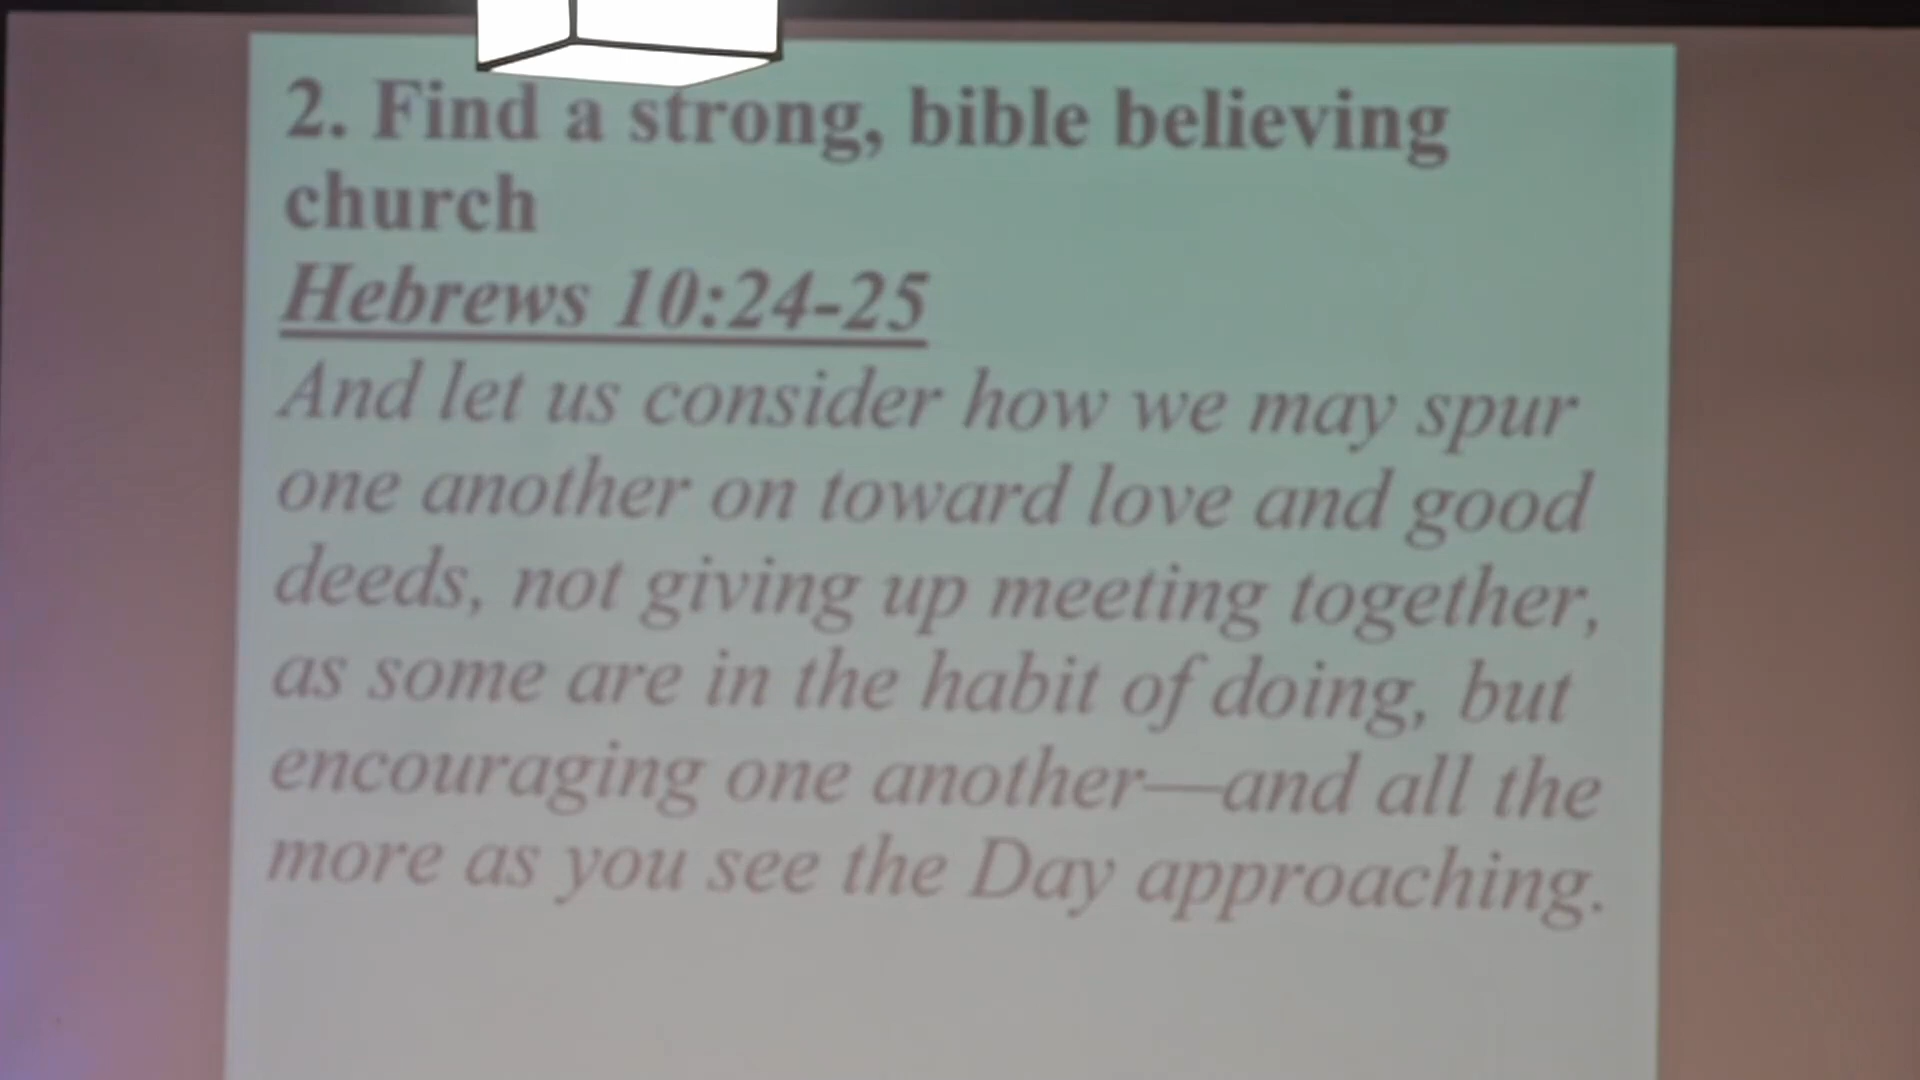 2. Find a strong, bible believing
church
Hebrews 10:24-25
And let us consider how we may spur
one another on toward love and good
deeds, not giving up meeting together,
as some are in the habit of doing, but
encouraging one another—and all the
more as you see the Day approaching.